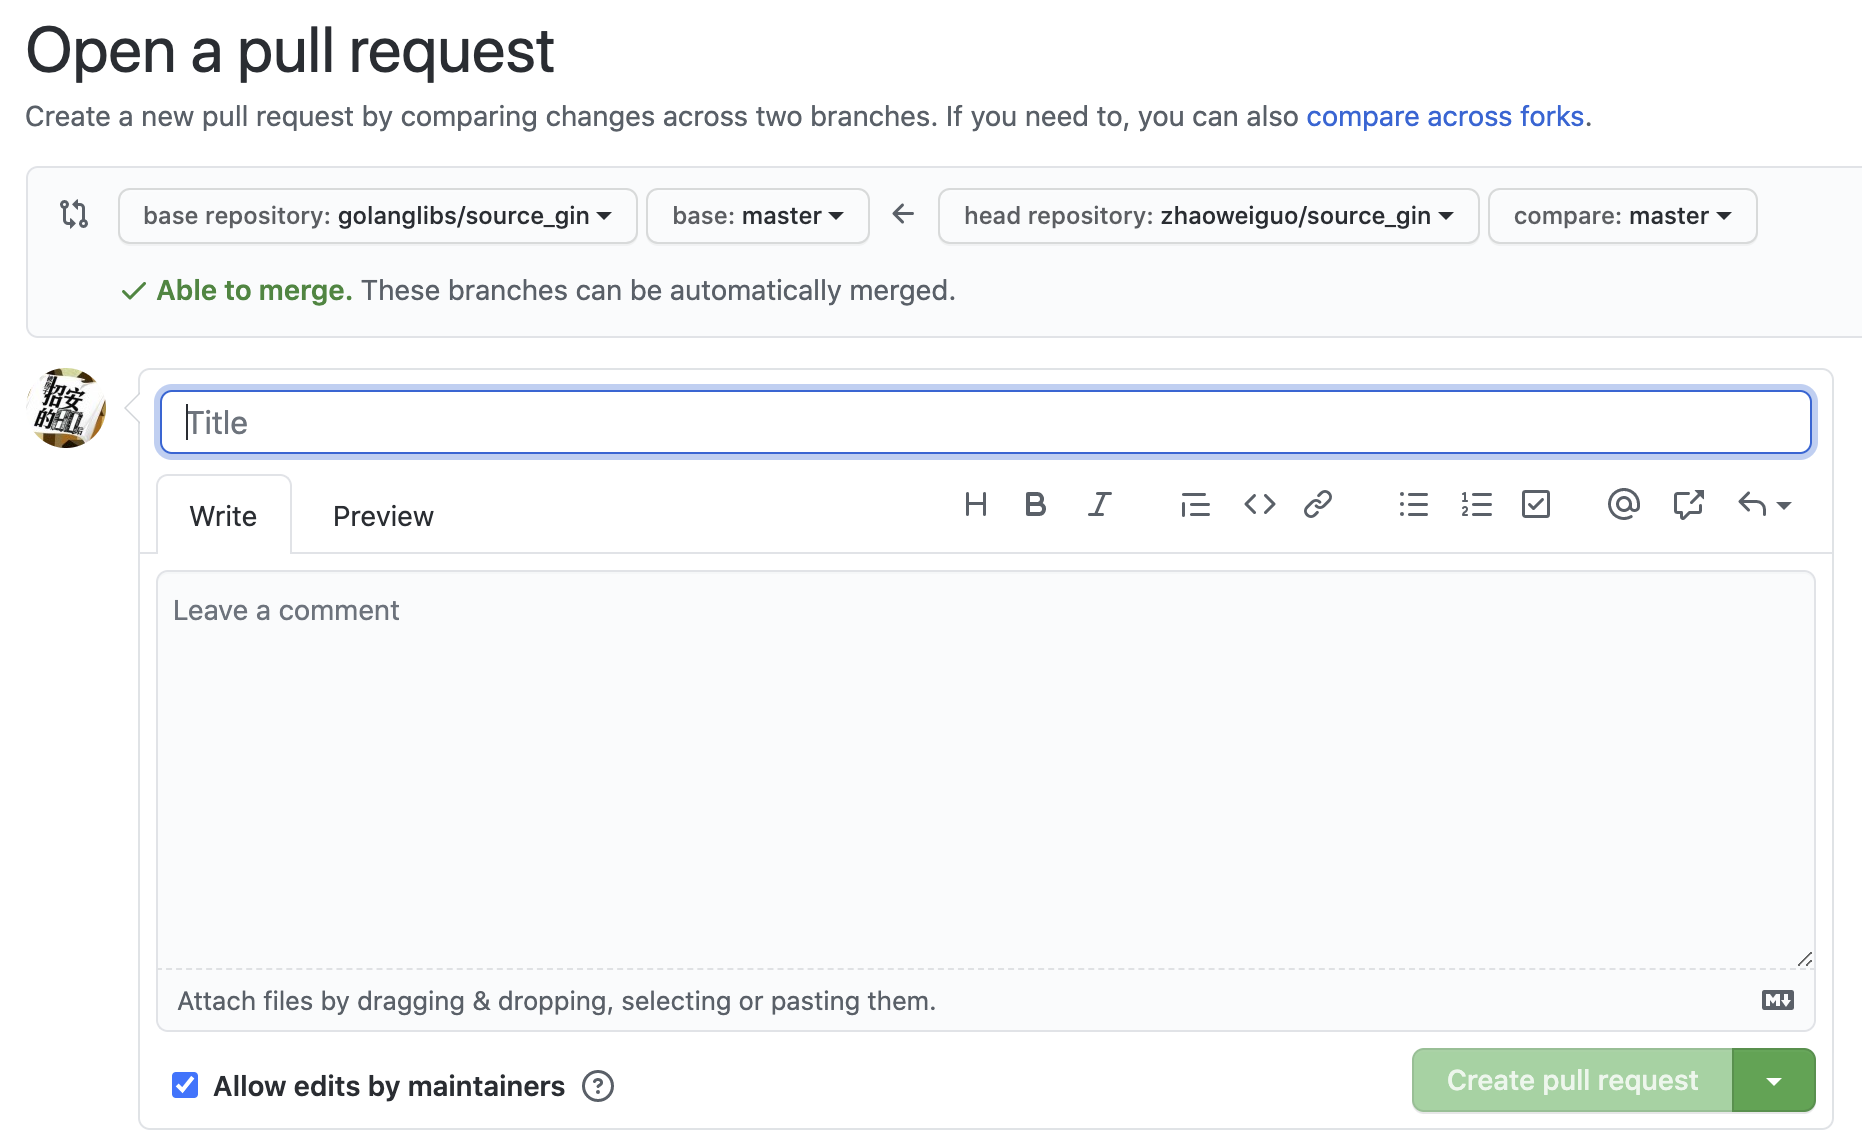 Open a pull request
Create a new pull request by comparing changes across two branches. If you need to, you can also compare across forks.
base repository: golanglibs/source_gin base: master ← head repository: zhaoweiguo/source_gin compare: master
Able to merge. These branches can be automatically merged.
招安
的
Title
Write Preview
Leave a comment
Attach files by dragging & dropping, selecting or pasting them.
M↓
Allow edits by maintainers ?
Create pull request